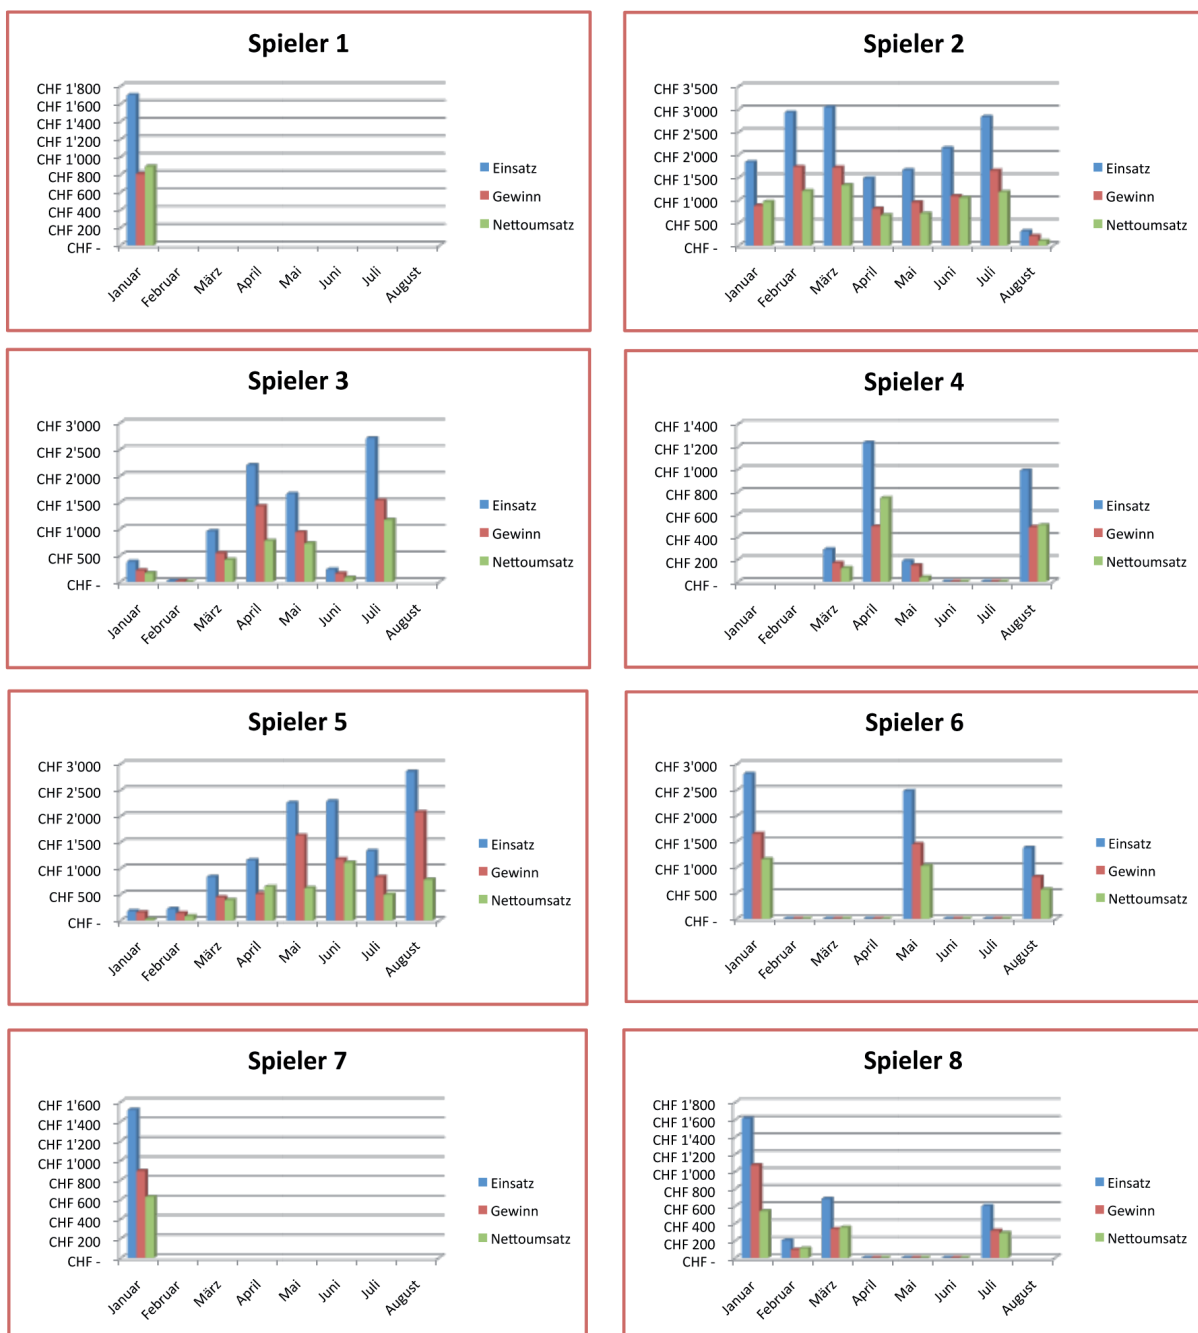 Spieler 1
CHF 1'800
CHF 1'600
CHF 1'400
CHF 1'200
CHF 1'000
CHF 800
CHF 600
CHF 400
CHF 200
CHF -
Januar
Februar
März
April
Mai
Juni
Juli
August
Einsatz
Gewinn
Nettoumsatz
Spieler 2
CHF 3'500
CHF 3'000
CHF 2'500
CHF 2'000
CHF 1'500
CHF 1'000
CHF 500
CHF -
Januar
Februar
März
April
Mai
Juni
Juli
August
Einsatz
Gewinn
Nettoumsatz
Spieler 3
CHF 3'000
CHF 2'500
CHF 2'000
CHF 1'500
CHF 1'000
CHF 500
CHF -
Januar
Februar
März
April
Mai
Juni
Juli
August
Einsatz
Gewinn
Nettoumsatz
Spieler 4
CHF 1'400
CHF 1'200
CHF 1'000
CHF 800
CHF 600
CHF 400
CHF 200
CHF -
Januar
Februar
März
April
Mai
Juni
Juli
August
Einsatz
Gewinn
Nettoumsatz
Spieler 5
CHF 3'000
CHF 2'500
CHF 2'000
CHF 1'500
CHF 1'000
CHF 500
CHF -
Januar
Februar
März
April
Mai
Juni
Juli
August
Einsatz
Gewinn
Nettoumsatz
Spieler 6
CHF 3'000
CHF 2'500
CHF 2'000
CHF 1'500
CHF 1'000
CHF 500
CHF -
Januar
Februar
März
April
Mai
Juni
Juli
August
Einsatz
Gewinn
Nettoumsatz
Spieler 7
CHF 1'600
CHF 1'400
CHF 1'200
CHF 1'000
CHF 800
CHF 600
CHF 400
CHF 200
CHF -
Januar
Februar
März
April
Mai
Juni
Juli
August
Einsatz
Gewinn
Nettoumsatz
Spieler 8
CHF 1'800
CHF 1'600
CHF 1'400
CHF 1'200
CHF 1'000
CHF 800
CHF 600
CHF 400
CHF 200
CHF -
Januar
Februar
März
April
Mai
Juni
Juli
August
Einsatz
Gewinn
Nettoumsatz